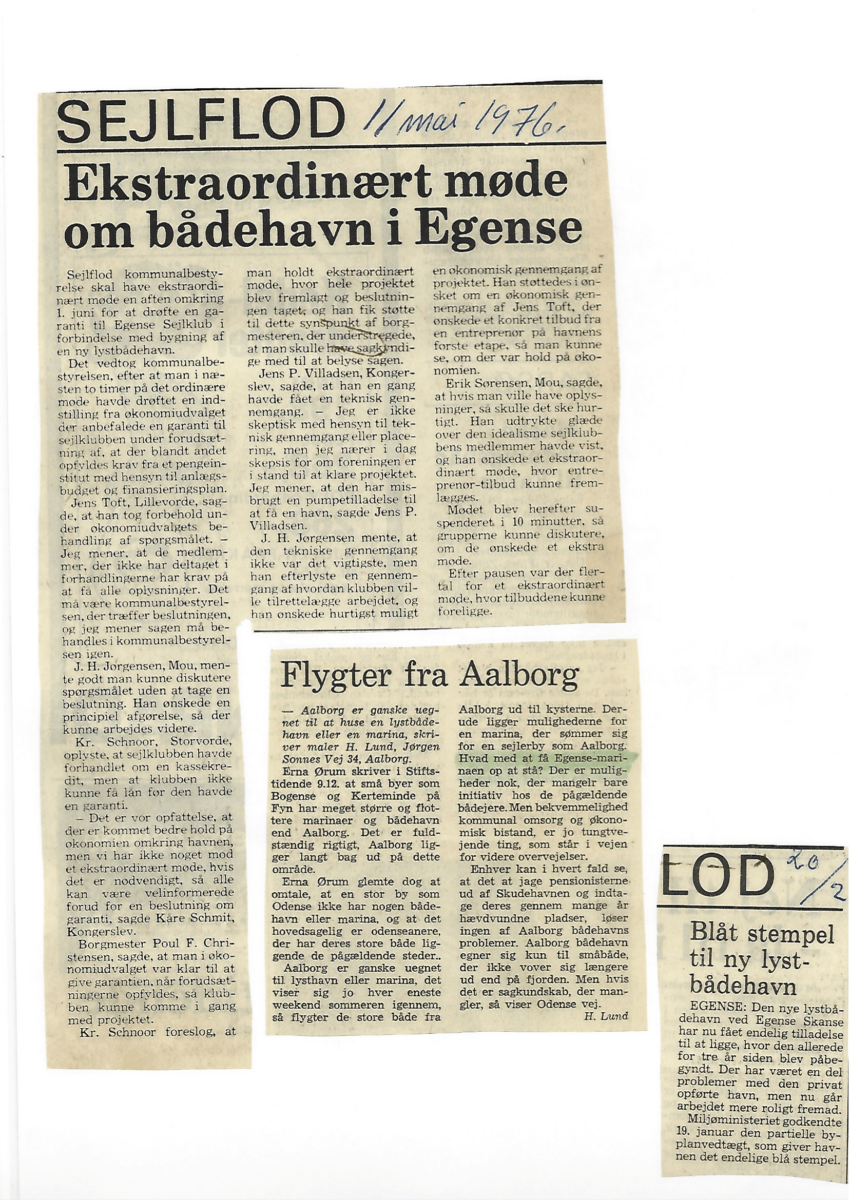 SEJLFLOD 11 mai 1976.
Ekstraordinært møde
om bådehavn i Egense
Sejlflod kommunalbesty-
relse skal have ekstraordi-
nært møde en aften omkring
1. juni for at drøfte en ga-
ranti til Egense Sejlklub i
forbindelse med bygning af
en ny lystbådehavn.
Det vedtog kommunalbe-
styrelsen, efter at man i næ-
sten to timer på det ordinære
møde havde drøftet en ind-
stilling fra økonomiudvalget
der anbefalede en garanti til
sejlklubben under forudsæt-
ning af, at der blandt andet
opfyldes krav fra et pengein-
stitut med hensyn til anlægs-
budget og finansieringsplan.
Jens Toft, Lillevorde, sag-
de, at han tog forbehold un-
der økonomiudvalgets be-
handling af spørgsmålet. —
Jeg mener, at de medlem-
mer, der ikke har deltaget i
forhandlingerne har krav på
at få alle oplysninger. Det
må være kommunalbestyrel-
sen, der træffer beslutningen,
og jeg mener sagen må be-
handles i kommunalbestyrel-
sen igen.
J. H. Jørgensen, Mou, men-
te godt man kunne diskutere
spørgsmålet uden at tage en
beslutning. Han ønskede en
principiel afgørelse, så der
kunne arbejdes videre.
Kr. Schnoor, Storvorde,
oplyste, at sejlklubben havde
forhandlet om en kassekre-
dit, men at klubben ikke
kunne få lån før den havde
en garanti.
— Det er vor opfattelse, at
der er kommet bedre hold på
økonomien omkring havnen,
men vi har ikke noget mod
et ekstraordinært møde, hvis
det er nødvendigt, så alle
kan være velinformerede
forud for en beslutning om
garanti, sagde Kåre Schmit,
Kongerslev.
Borgmester Poul F. Chri-
stensen, sagde, at man i øko-
nomiudvalget var klar til at
give garantien, når forudsæt-
ningerne opfyldes, så klub-
ben kunne komme i gang
med projektet.
Kr. Schnoor foreslog, at
man holdt ekstraordinært
møde, hvor hele projektet
blev fremlagt og beslutnin-
gen taget, og han fik støtte
til dette synspunkt af borg-
mesteren, der understregede,
at man skulle have sagkyndi-
ge med til at belyse sagen.
Jens P. Villadsen, Konger-
slev, sagde, at han en gang
havde fået en teknisk gen-
nemgang. — Jeg er ikke
skeptisk med hensyn til tek-
nisk gennemgang eller place-
ring, men jeg nærer i dag
skepsis for om foreningen er
i stand til at klare projektet.
Jeg mener, at den har mis-
brugt en pumpetilladelse til
at få en havn, sagde Jens P.
Villadsen.
J. H. Jørgensen mente, at
den tekniske gennemgang
ikke var det vigtigste, men
han efterlyste en gennem-
gang af hvordan klubben vil-
le tilrettelægge arbejdet, og
han ønskede hurtigst muligt
en økonomisk gennemgang af
projektet. Han støttedes i øn-
sket om en økonomisk gen-
nemgang af Jens Toft, der
ønskede et konkret tilbud fra
en entreprenør på havnens
første etape, så man kunne
se, om der var hold på øko-
nomien.
Erik Sørensen, Mou, sagde,
at hvis man ville have oplys-
ninger, så skulle det ske hur-
tigt. Han udtrykte glæde
over den idealisme sejlklub-
bens medlemmer havde vist,
og han ønskede et ekstraor-
dinært møde, hvor entre-
prenør-tilbud kunne frem-
lægges.
Mødet blev herefter su-
spenderet i 10 minutter, så
grupperne kunne diskutere,
om de ønskede et ekstra
møde.
Efter pausen var der fler-
tal for et ekstraordinært
møde, hvor tilbuddene kunne
foreligge.
Flygter fra Aalborg
— Aalborg er ganske ueg-
net til at huse en lystbåde-
havn eller en marina, skri-
ver maler H. Lund, Jørgen
Sonnes Vej 34, Aalborg.
Erna Ørum skriver i Stifts-
tidende 9.12. at små byer som
Bogense og Kerteminde på
Fyn har meget større og flot-
tere marinaer og bådehavn
end Aalborg. Det er fuld-
stændig rigtigt, Aalborg lig-
ger langt bag ud på dette
område.
Erna Ørum glemte dog at
omtale, at en stor by som
Odense ikke har nogen både-
havn eller marina, og at det
hovedsagelig er odenseanere,
der har deres store både lig-
gende de pågældende steder..
Aalborg er ganske uegnet
til lysthavn eller marina, det
viser sig jo hver eneste
weekend sommeren igennem,
så flygter de store både fra
Aalborg ud til kysterne. Der-
ude ligger mulighederne for
en marina, der sømmer sig
for en sejlerby som Aalborg.
Hvad med at få Egense-mari-
naen op at stå? Der er mulig-
heder nok, der mangelr bare
initiativ hos de pågældende
bådejere. Men bekvemmelighed
kommunal omsorg og økono-
misk bistand, er jo tungtve-
jende ting, som står i vejen
for videre overvejelser.
Enhver kan i hvert fald se,
at det at jage pensionisterne
ud af Skudehavnen og indta-
ge deres gennem mange år
hævdvundne pladser, løser
ingen af Aalborg bådehavns
problemer. Aalborg bådehavn
egner sig kun til småbåde,
der ikke vover sig længere
ud end på fjorden. Men hvis
det er sagkundskab, der man-
gler, så viser Odense vej.
H. Lund
LOD 20/2
Blåt stempel
til ny lyst-
bådehavn
EGENSE: Den nye lystbå-
dehavn ved Egense Skanse
har nu fået endelig tilladelse
til at ligge, hvor den allerede
for tre år siden blev påbe-
gyndt. Der har været en del
problemer med den privat
opførte havn, men nu går
arbejdet mere roligt fremad.
Miljøministeriet godkendte
19. januar den partielle by-
planvedtægt, som giver hav-
nen det endelige blå stempel.